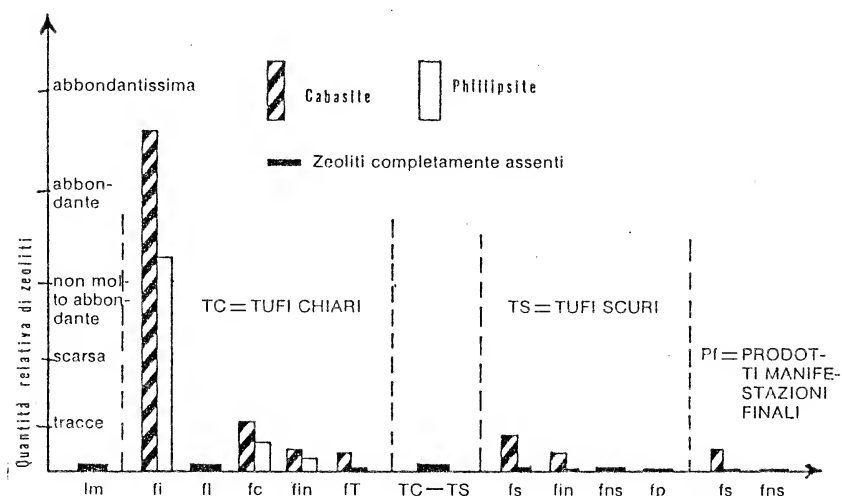 Quantità relativa di zeoliti
abbondantissima
abbon-
dante
non mol-
to abbon-
dante
scarsa
tracce
Cabasite
Phillipsite
Zeoliti completamente assenti
TC = TUFI CHIARI
TS = TUFI SCURI
Pf = PRODOT-
TI MANIFE-
STAZIONI
FINALI
lm fi fl fc fin fT TC—TS fs fin fns fp fs fns